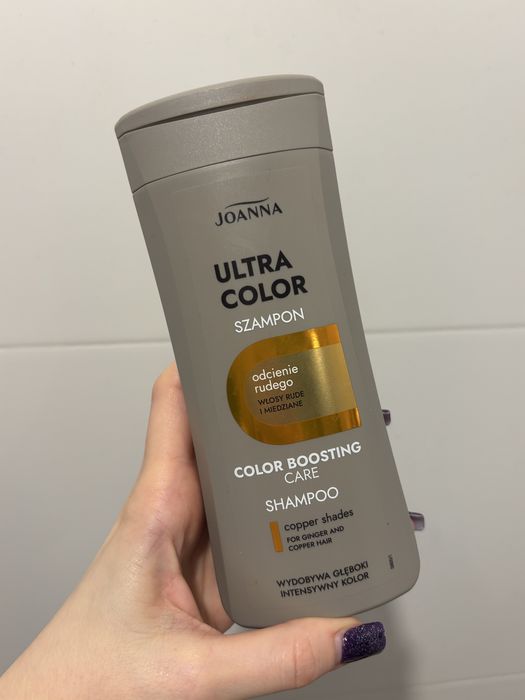 JOANNA
ULTRA
COLOR
SZAMPON
odcienie
rudego
WŁOSY RUDE
I MIEDZIANE
COLOR BOOSTING
CARE
SHAMPOO
copper shades
FOR GINGER AND
COPPER HAIR
WYDOBYWA GŁĘBOKI
INTENSYWNY KOLOR